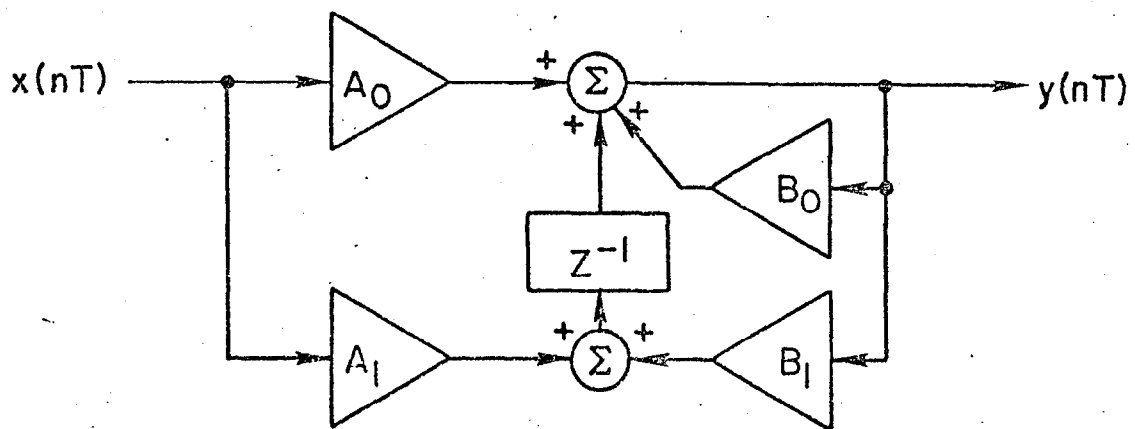 x(nT)
A₀
+
Σ
+
+
y(nT)
B₀
Z⁻¹
A₁
+
Σ
+
B₁